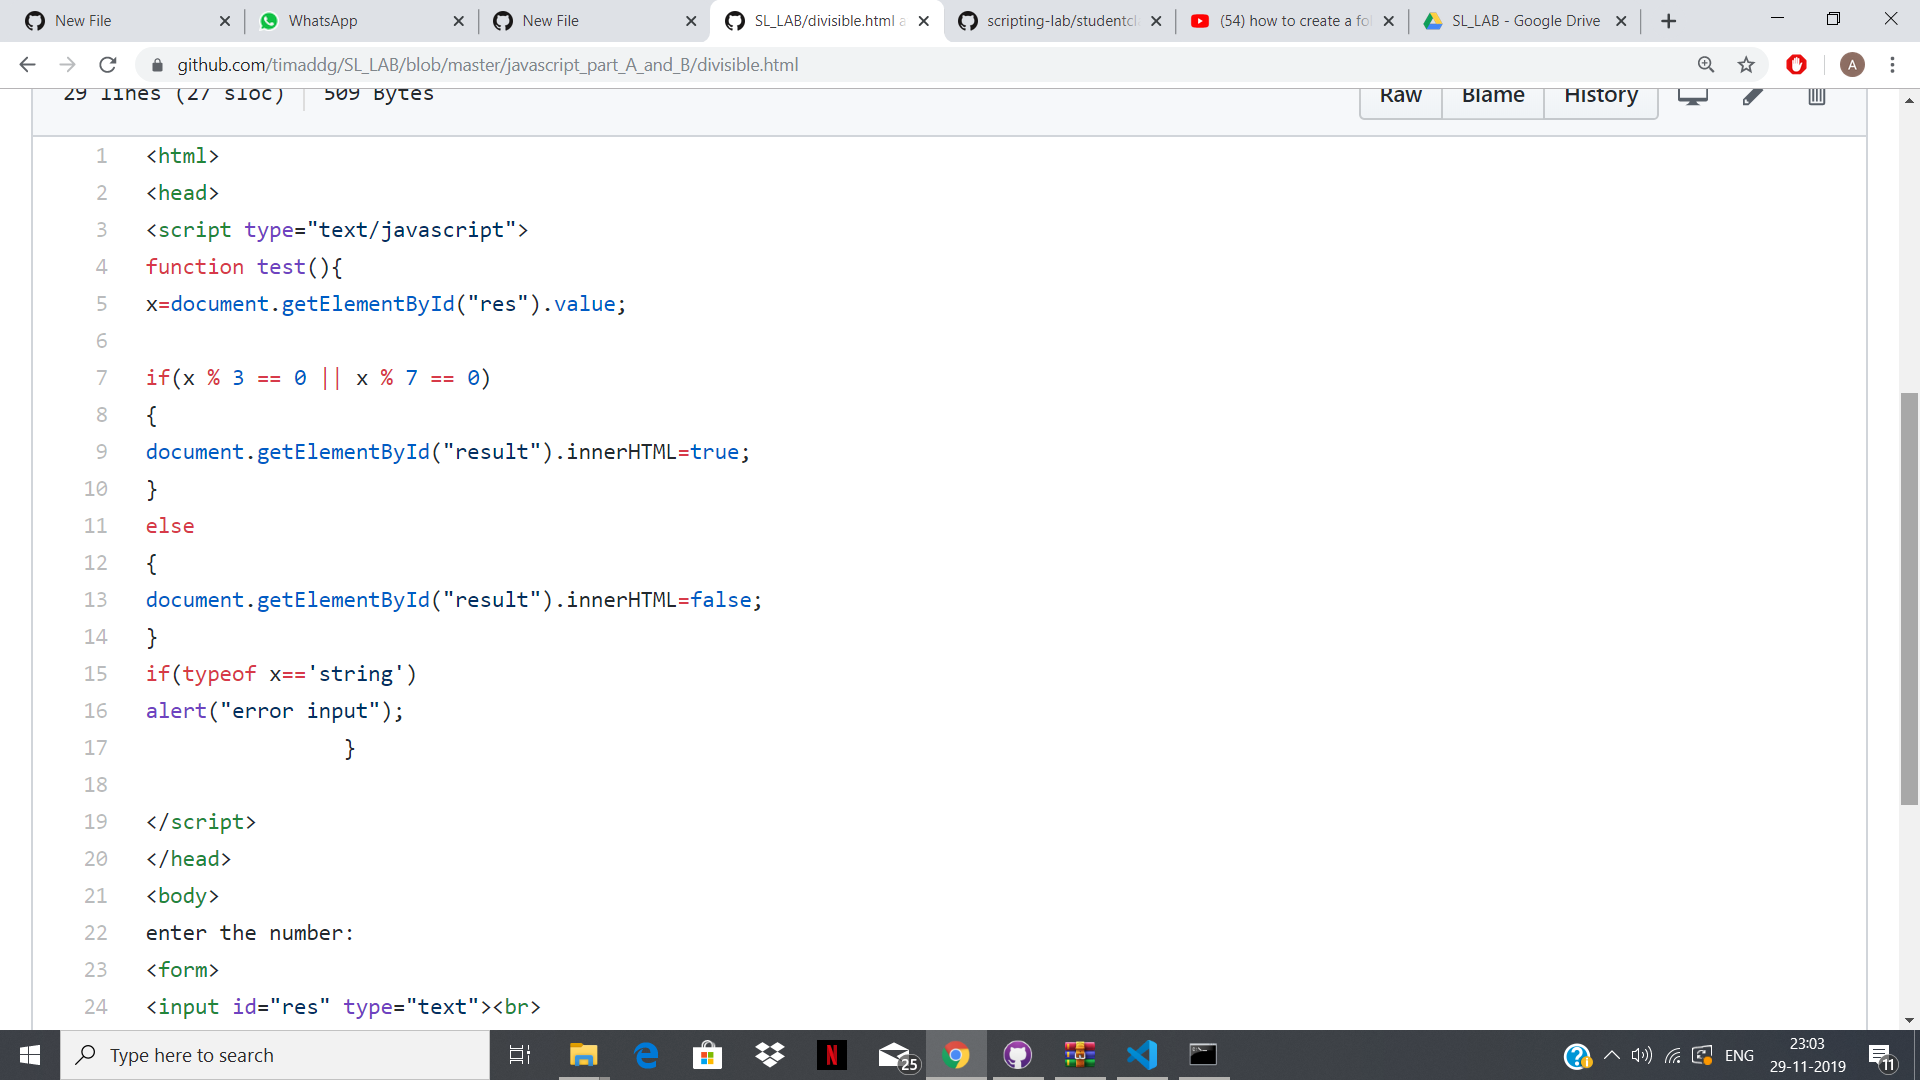 New File
WhatsApp
New File
SL_LAB/divisible.html a
scripting-lab/studentcl
(54) how to create a fol
SL_LAB - Google Drive
github.com/timaddg/SL_LAB/blob/master/javascript_part_A_and_B/divisible.html
A
29 lines (27 sloc) 509 Bytes
Raw Blame History
1 <html>
2 <head>
3 <script type="text/javascript">
4 function test(){
5 x=document.getElementById("res").value;
6
7 if(x % 3 == 0 || x % 7 == 0)
8 {
9 document.getElementById("result").innerHTML=true;
10 }
11 else
12 {
13 document.getElementById("result").innerHTML=false;
14 }
15 if(typeof x=='string')
16 alert("error input");
17 }
18
19 </script>
20 </head>
21 <body>
22 enter the number:
23 <form>
24 <input id="res" type="text"><br>
Type here to search
N
25
ENG
23:03
29-11-2019
11